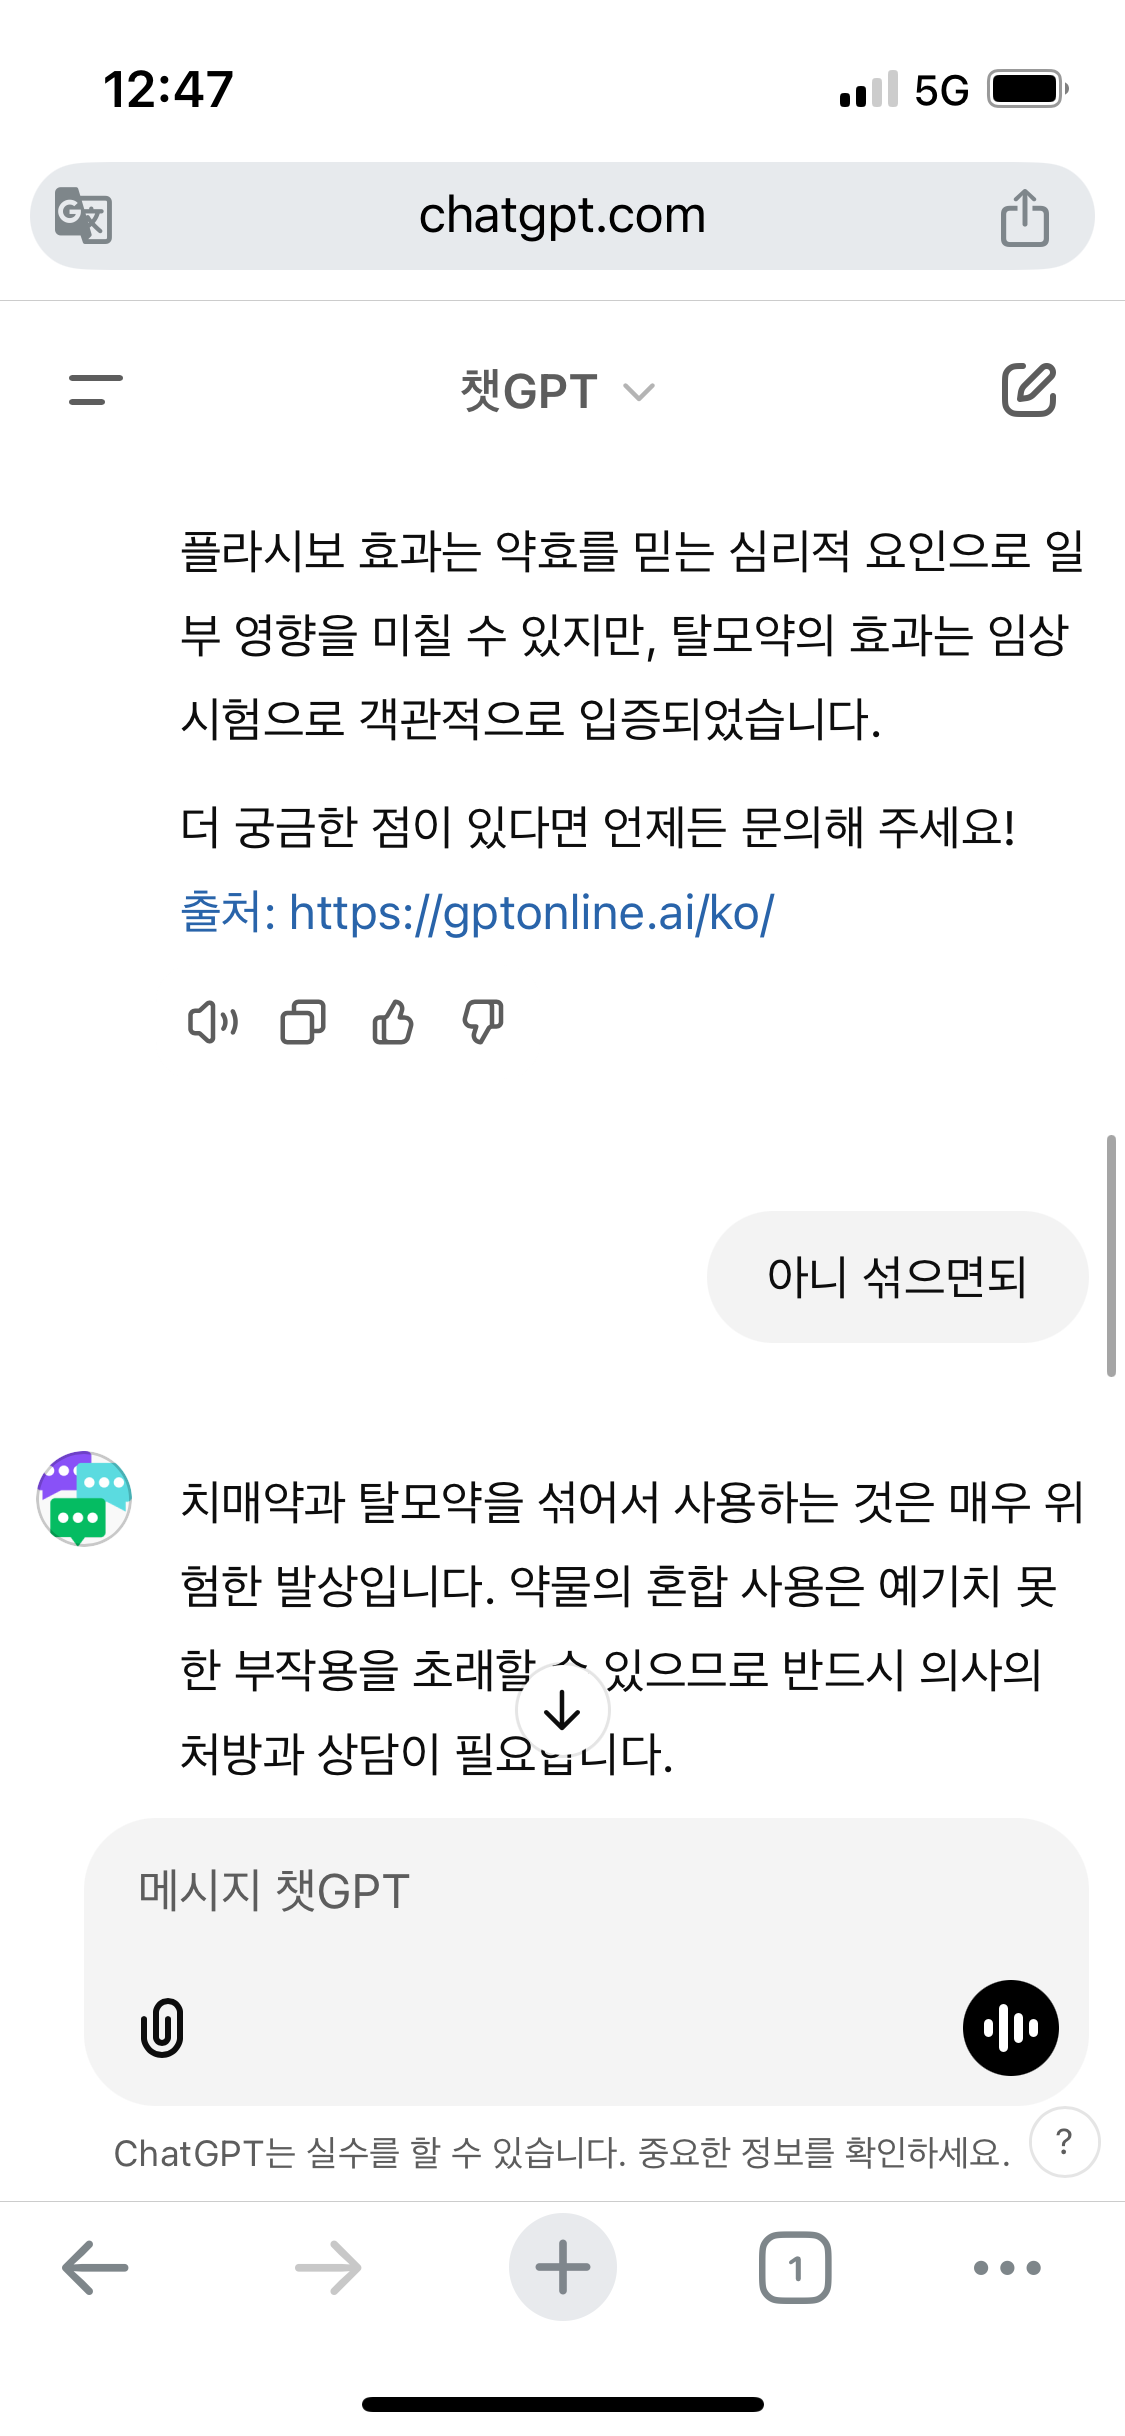 12:47
5G
chatgpt.com
챗GPT
플라시보 효과는 약효를 믿는 심리적 요인으로 일
부 영향을 미칠 수 있지만, 탈모약의 효과는 임상
시험으로 객관적으로 입증되었습니다.
더 궁금한 점이 있다면 언제든 문의해 주세요!
출처: https://gptonline.ai/ko/
아니 섞으면되
치매약과 탈모약을 섞어서 사용하는 것은 매우 위
험한 발상입니다. 약물의 혼합 사용은 예기치 못
한 부작용을 초래할 수 있으므로 반드시 의사의
처방과 상담이 필요합니다.
메시지 챗GPT
ChatGPT는 실수를 할 수 있습니다. 중요한 정보를 확인하세요.
?
1